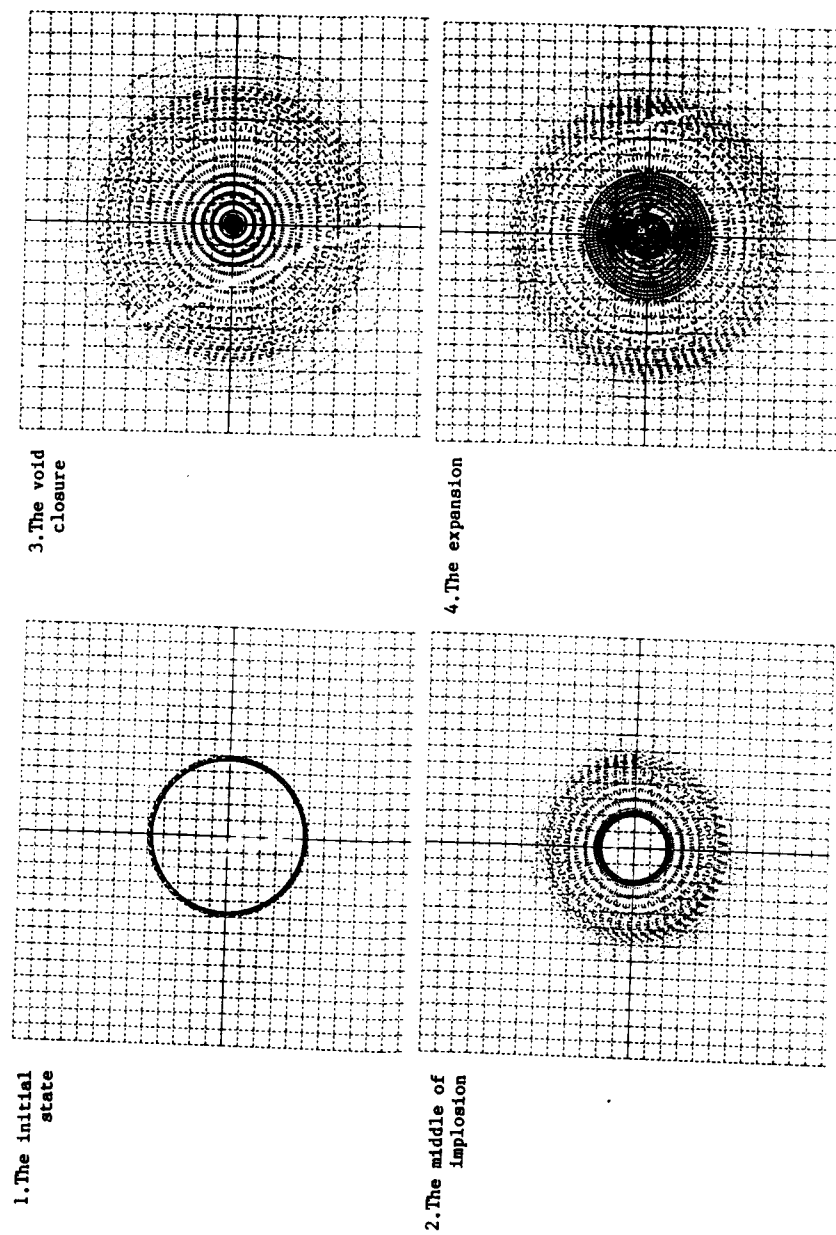 1.The initial
state
2.The middle of
implosion
3.The void
closure
4.The expansion